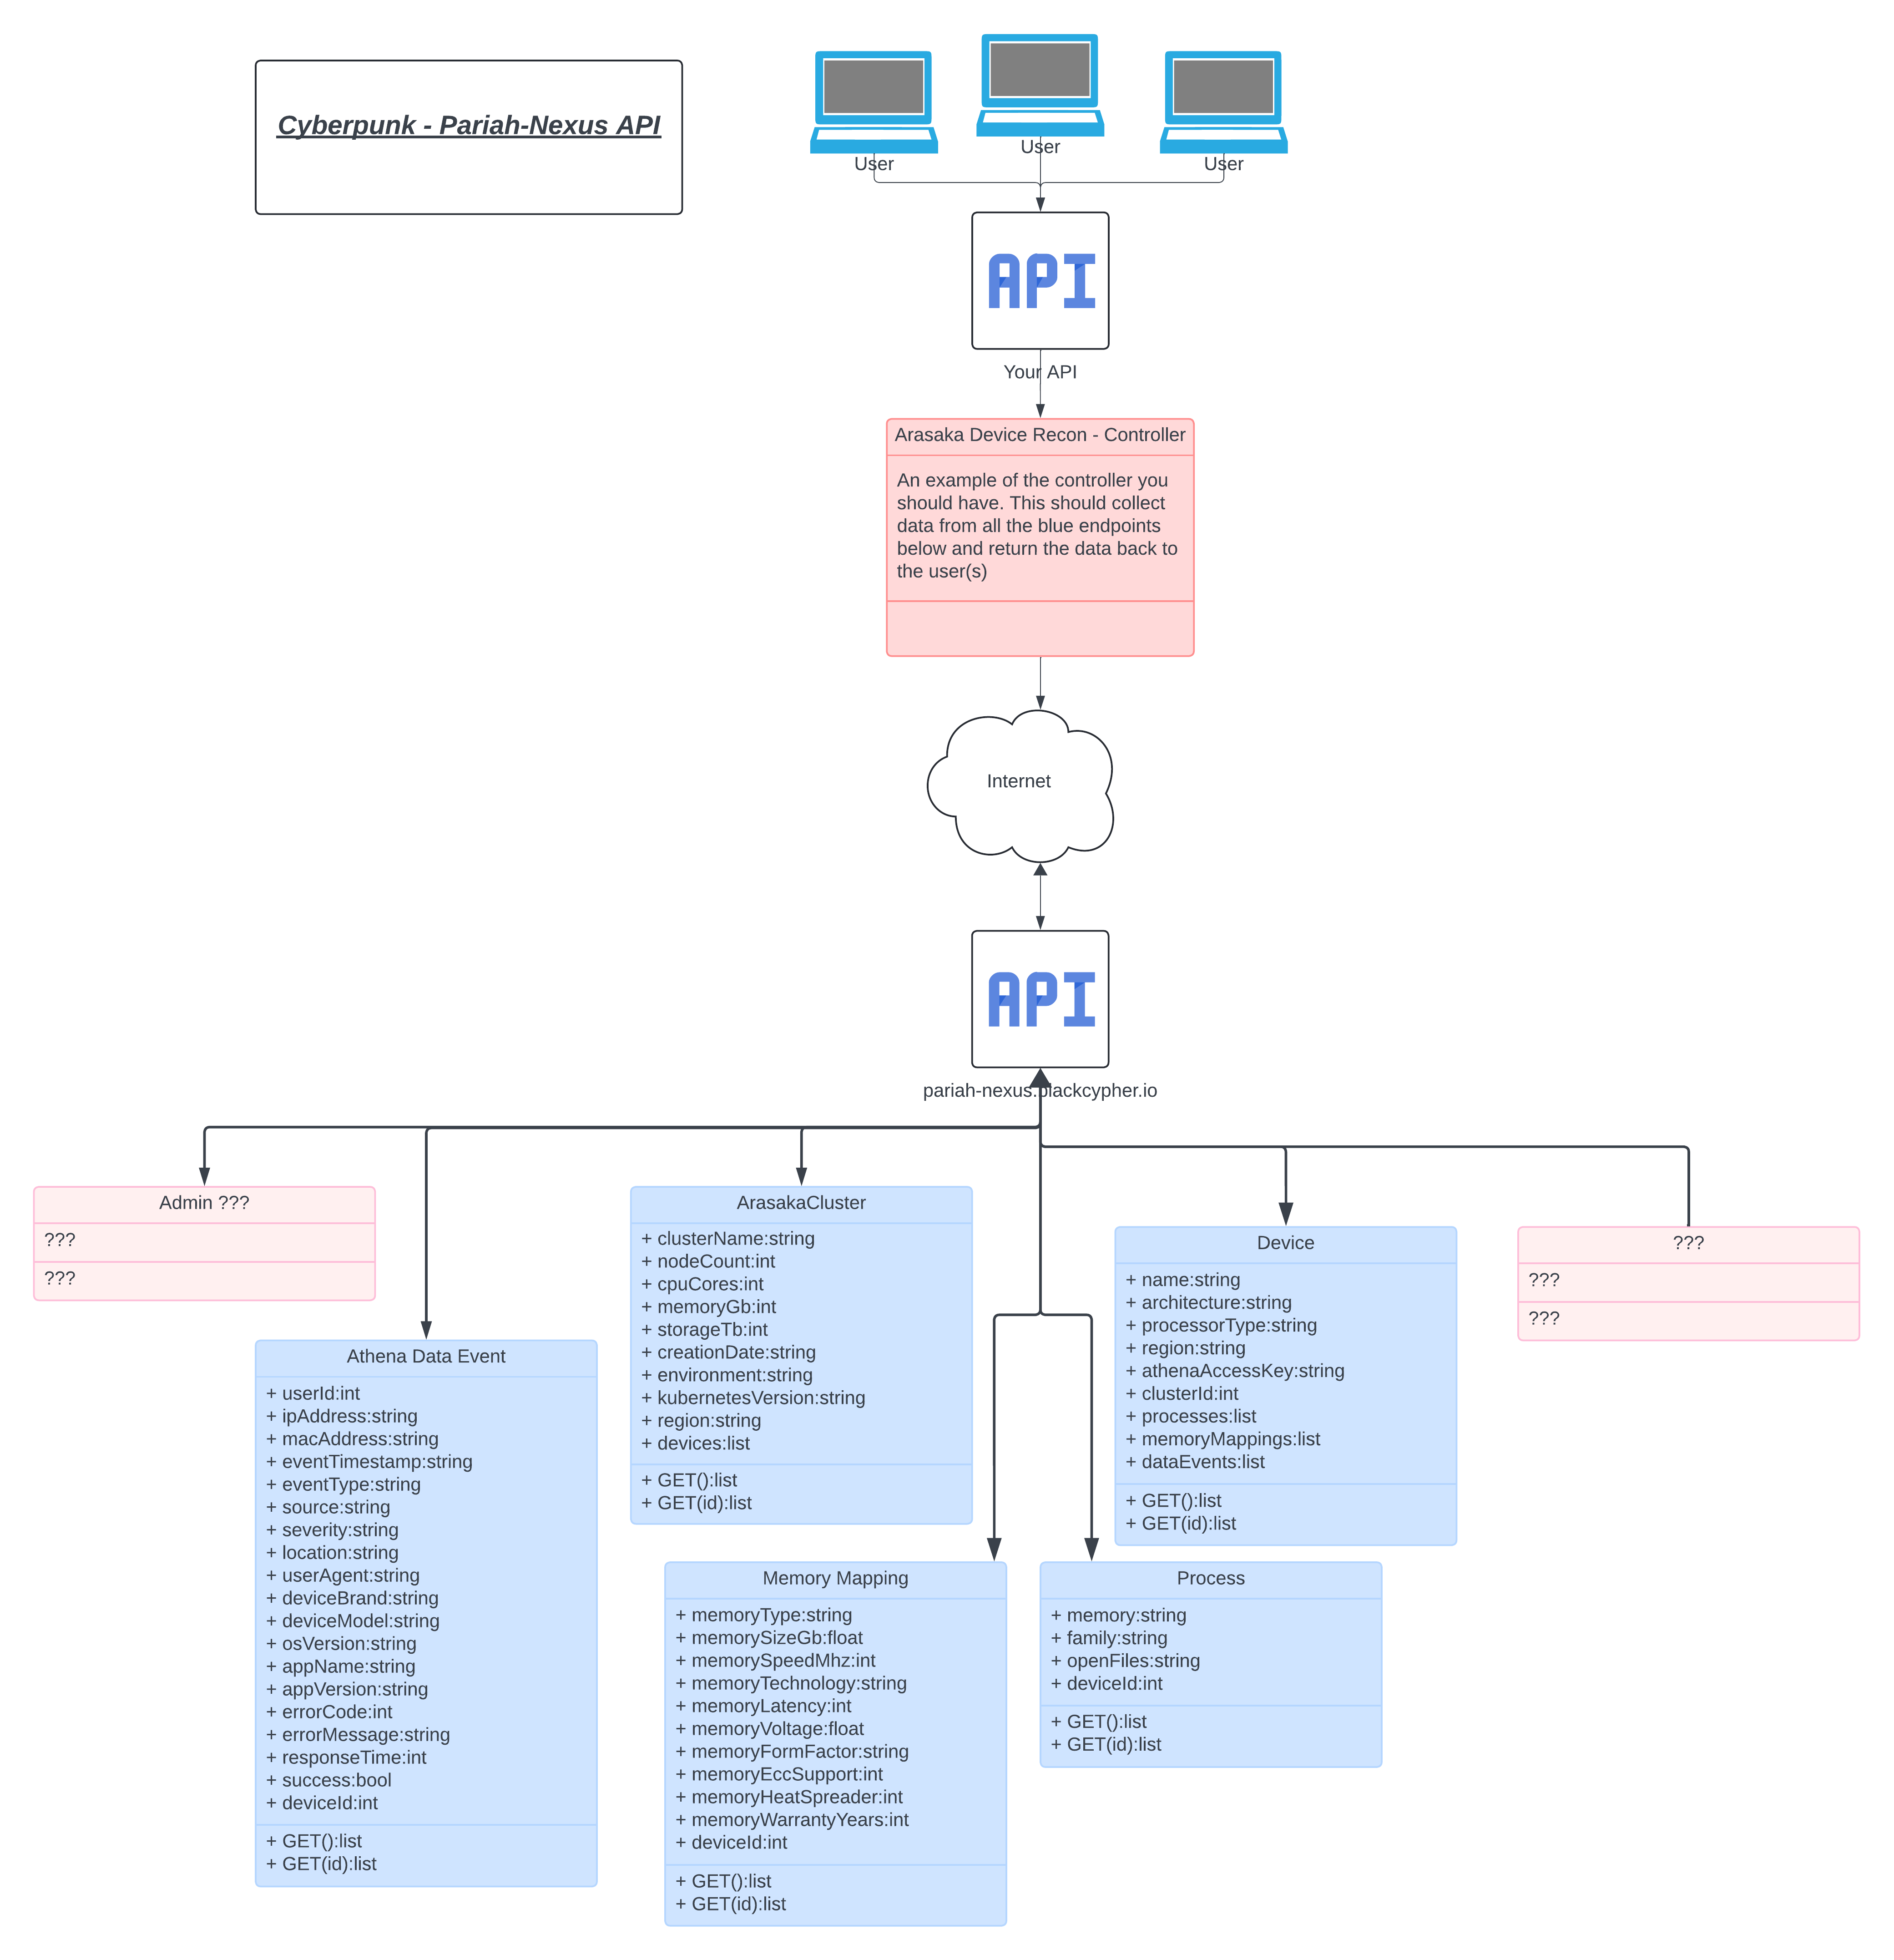 Cyberpunk - Pariah-Nexus API
User
User
User
API
Your API
Arasaka Device Recon - Controller
An example of the controller you
should have. This should collect
data from all the blue endpoints
below and return the data back to
the user(s)
Internet
API
pariah-nexus.blackcypher.io
Admin ???
???
???
Athena Data Event
+ userId:int
+ ipAddress:string
+ macAddress:string
+ eventTimestamp:string
+ eventType:string
+ source:string
+ severity:string
+ location:string
+ userAgent:string
+ deviceBrand:string
+ deviceModel:string
+ osVersion:string
+ appName:string
+ appVersion:string
+ errorCode:int
+ errorMessage:string
+ responseTime:int
+ success:bool
+ deviceId:int
+ GET():list
+ GET(id):list
ArasakaCluster
+ clusterName:string
+ nodeCount:int
+ cpuCores:int
+ memoryGb:int
+ storageTb:int
+ creationDate:string
+ environment:string
+ kubernetesVersion:string
+ region:string
+ devices:list
+ GET():list
+ GET(id):list
Memory Mapping
+ memoryType:string
+ memorySizeGb:float
+ memorySpeedMhz:int
+ memoryTechnology:string
+ memoryLatency:int
+ memoryVoltage:float
+ memoryFormFactor:string
+ memoryEccSupport:int
+ memoryHeatSpreader:int
+ memoryWarrantyYears:int
+ deviceId:int
+ GET():list
+ GET(id):list
Process
+ memory:string
+ family:string
+ openFiles:string
+ deviceId:int
+ GET():list
+ GET(id):list
Device
+ name:string
+ architecture:string
+ processorType:string
+ region:string
+ athenaAccessKey:string
+ clusterId:int
+ processes:list
+ memoryMappings:list
+ dataEvents:list
+ GET():list
+ GET(id):list
???
???
???